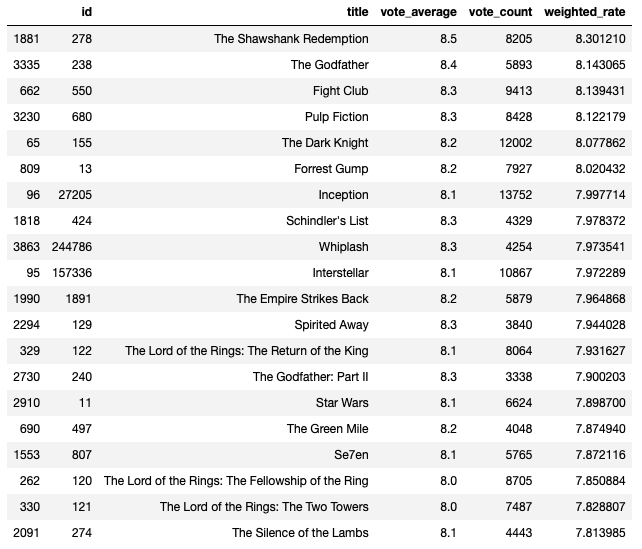 id title vote_average vote_count weighted_rate
1881 278 The Shawshank Redemption 8.5 8205 8.301210
3335 238 The Godfather 8.4 5893 8.143065
662 550 Fight Club 8.3 9413 8.139431
3230 680 Pulp Fiction 8.3 8428 8.122179
65 155 The Dark Knight 8.2 12002 8.077862
809 13 Forrest Gump 8.2 7927 8.020432
96 27205 Inception 8.1 13752 7.997714
1818 424 Schindler's List 8.3 4329 7.978372
3863 244786 Whiplash 8.3 4254 7.973541
95 157336 Interstellar 8.1 10867 7.972289
1990 1891 The Empire Strikes Back 8.2 5879 7.964868
2294 129 Spirited Away 8.3 3840 7.944028
329 122 The Lord of the Rings: The Return of the King 8.1 8064 7.931627
2730 240 The Godfather: Part II 8.3 3338 7.900203
2910 11 Star Wars 8.1 6624 7.898700
690 497 The Green Mile 8.2 4048 7.874940
1553 807 Se7en 8.1 5765 7.872116
262 120 The Lord of the Rings: The Fellowship of the Ring 8.0 8705 7.850884
330 121 The Lord of the Rings: The Two Towers 8.0 7487 7.828807
2091 274 The Silence of the Lambs 8.1 4443 7.813985